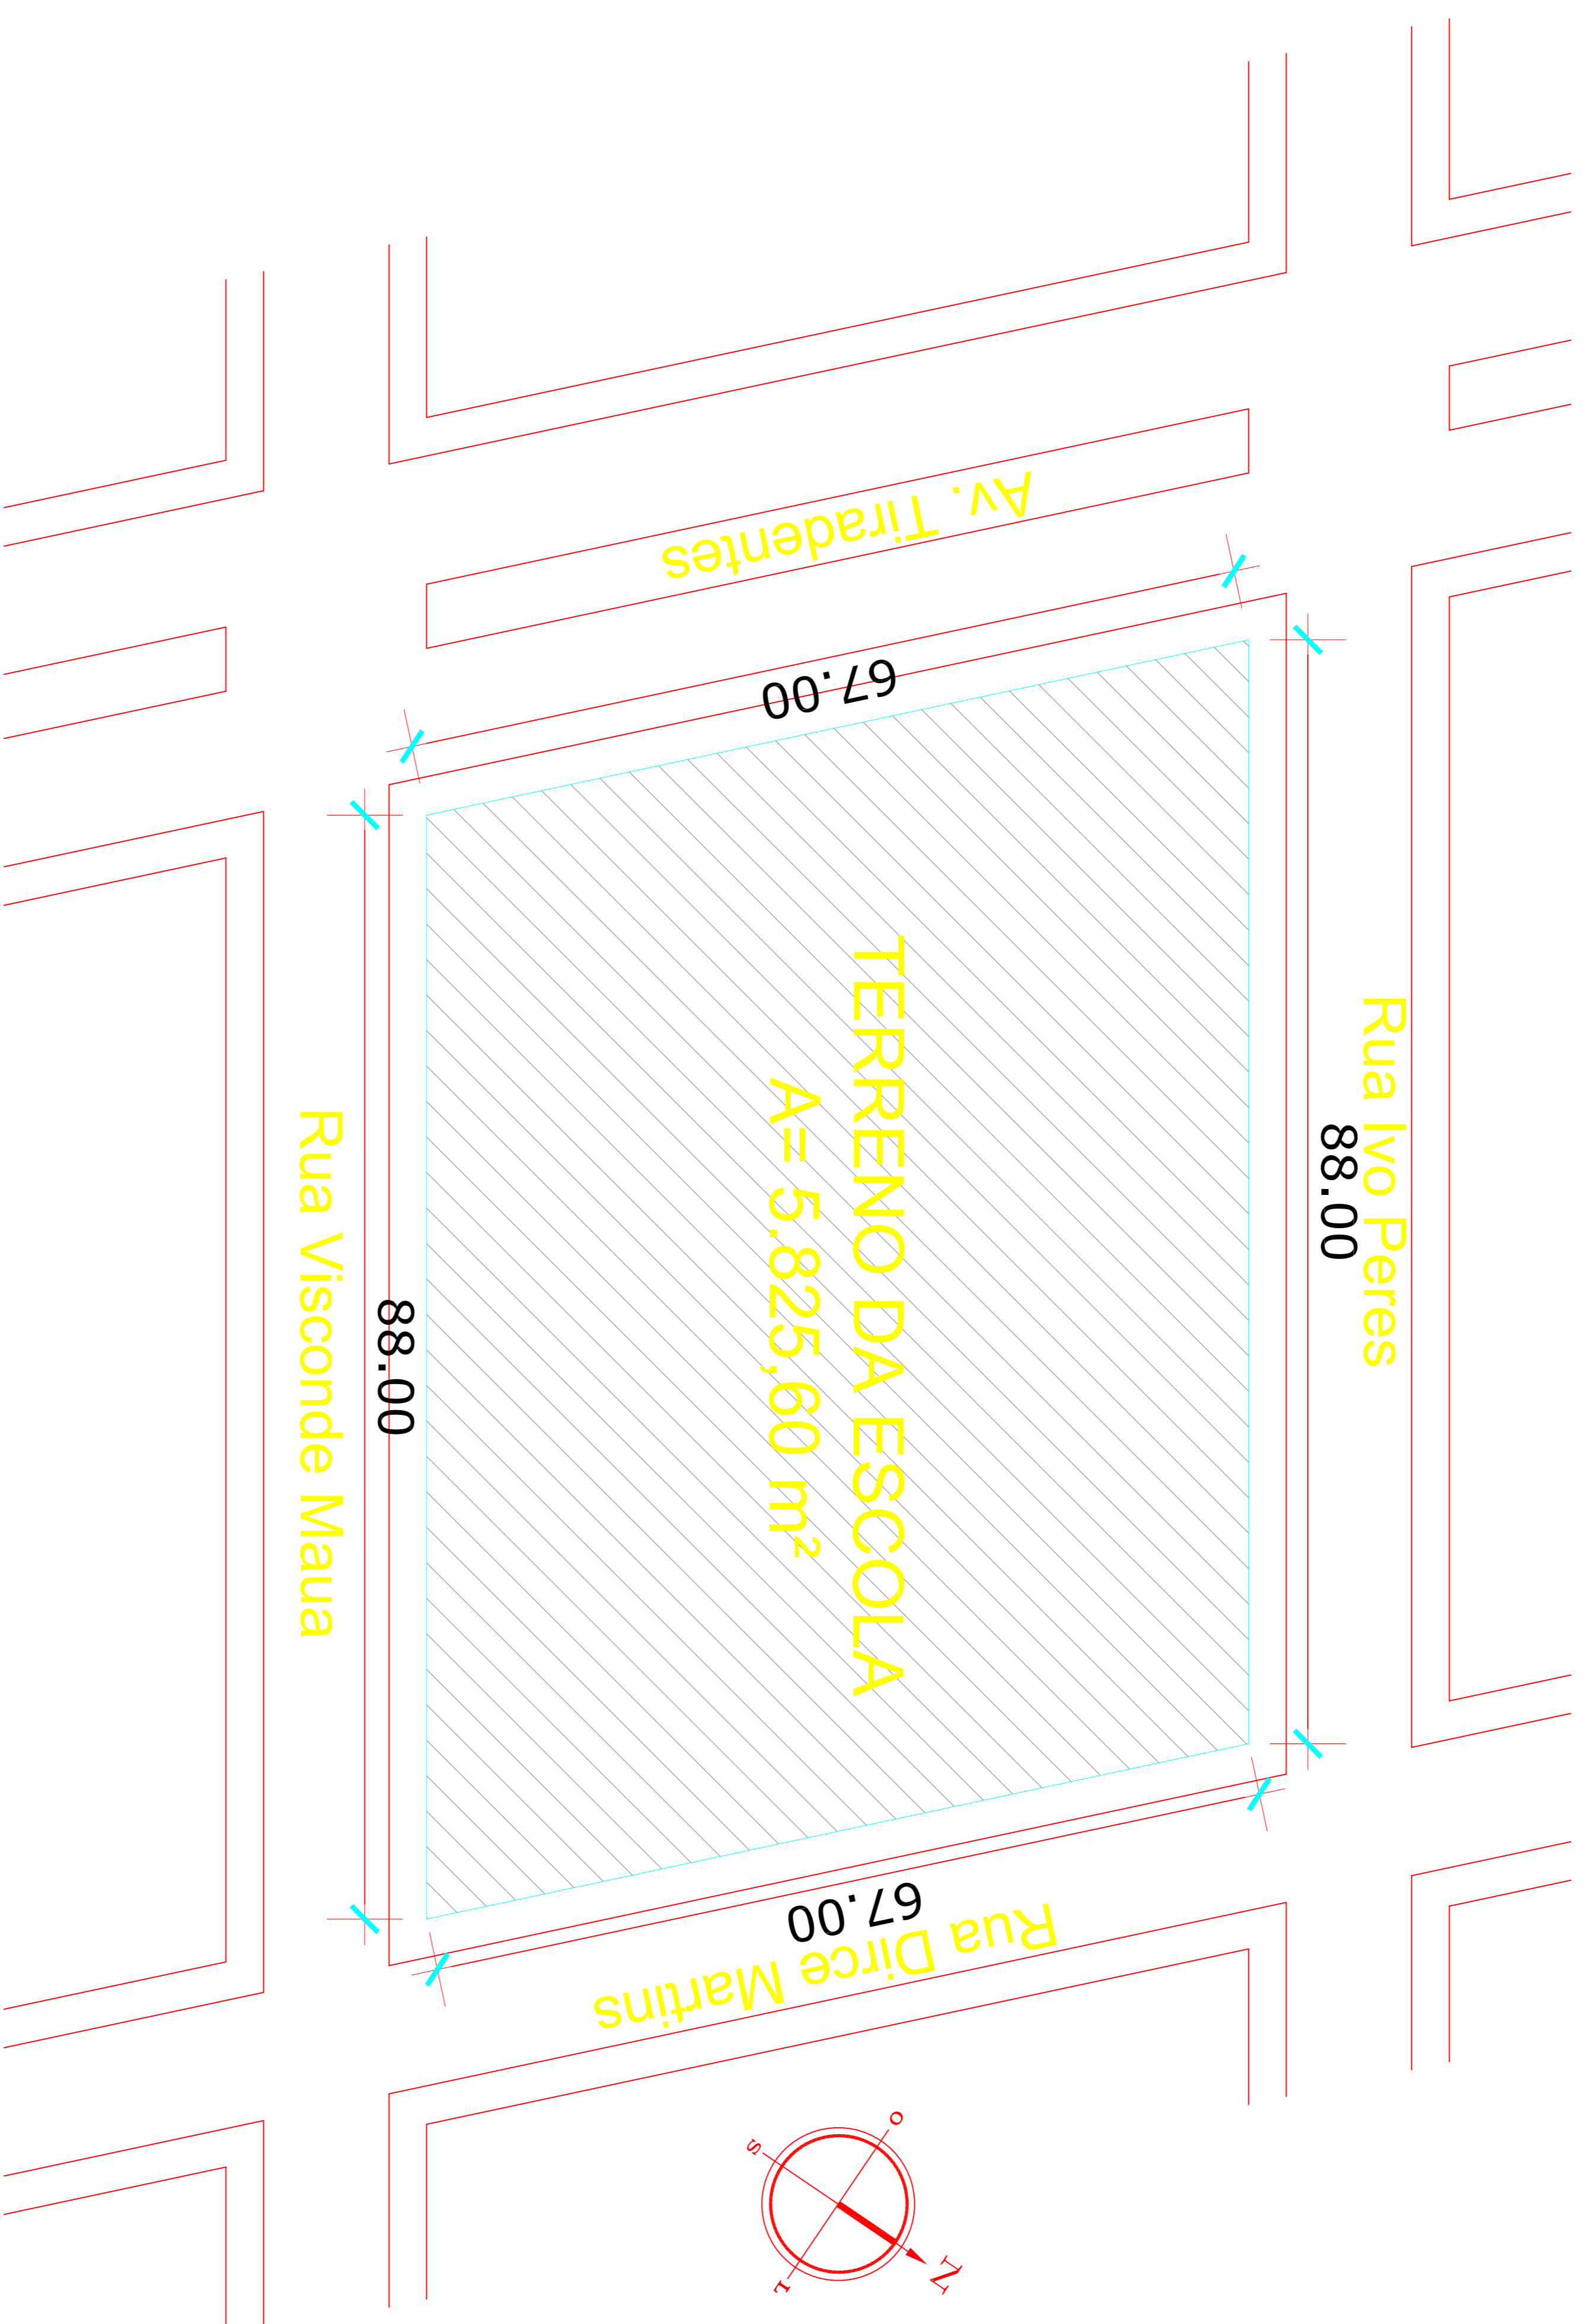 Av. Tiradentes
67.00
TERRENO DA ESCOLA
A= 5.825,60 m²
Rua Ivo Peres
88.00
Rua Visconde Maua
88.00
67.00
Rua Dirce Martins
O
S
N
L